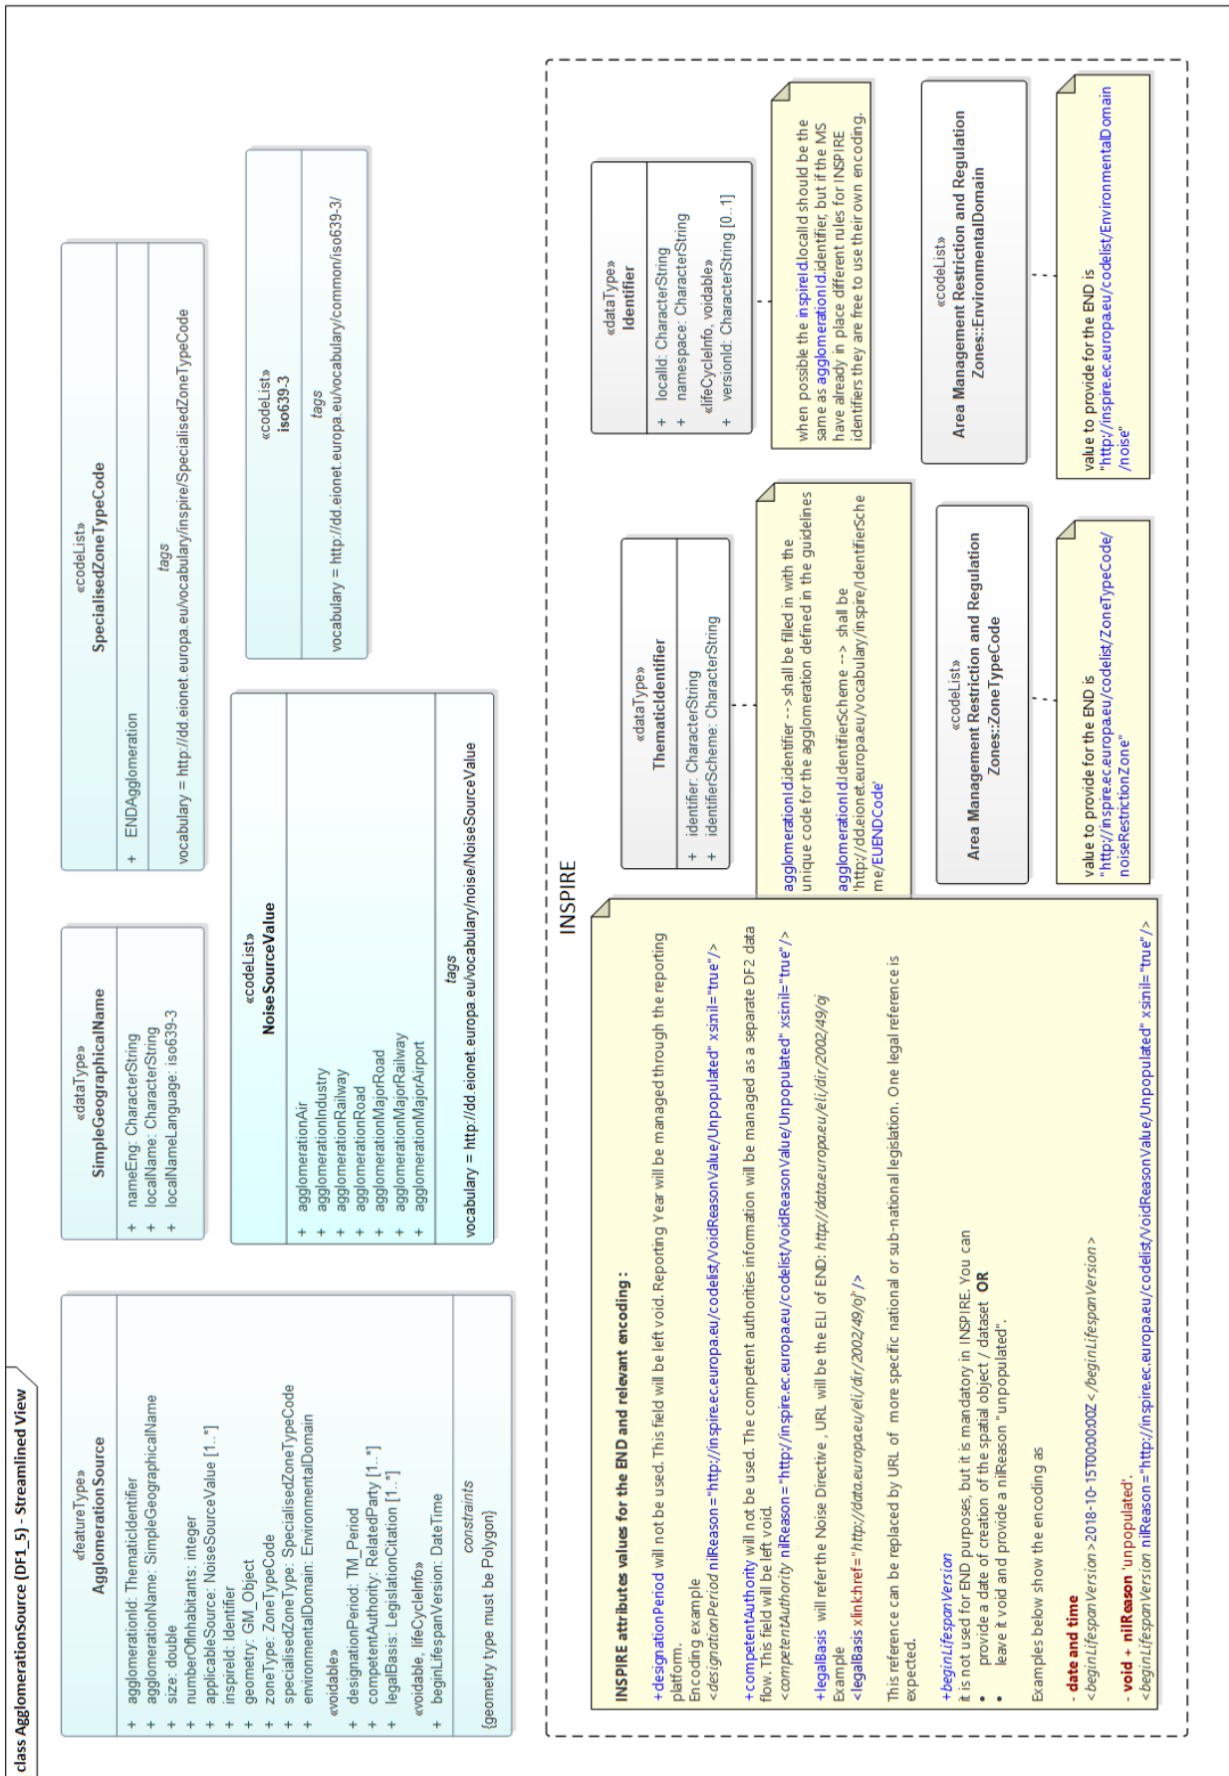 class AgglomerationSource (DF1_5) - Streamlined View
«featureType»
AgglomerationSource
+ agglomerationId: ThematicIdentifier
+ agglomerationName: SimpleGeographicalName
+ size: double
+ numberOfInhabitants: integer
+ applicableSource: NoiseSourceValue [1..*]
+ inspireId: Identifier
+ geometry: GM_Object
+ zoneType: ZoneTypeCode
+ specialisedZoneType: SpecialisedZoneTypeCode
+ environmentalDomain: EnvironmentalDomain
«voidable»
+ designationPeriod: TM_Period
+ competentAuthority: RelatedParty [1..*]
+ legalBasis: LegislationCitation [1..*]
«voidable, lifeCycleInfo»
+ beginLifespanVersion: DateTime
constraints
{geometry type must be Polygon}
«dataType»
SimpleGeographicalName
+ nameEng: CharacterString
+ localName: CharacterString
+ localNameLanguage: iso639-3
«codeList»
SpecialisedZoneTypeCode
+ ENDAgglomeration
tags
vocabulary = http://dd.eionet.europa.eu/vocabulary/inspire/SpecialisedZoneTypeCode
«codeList»
NoiseSourceValue
+ agglomerationAir
+ agglomerationIndustry
+ agglomerationRailway
+ agglomerationRoad
+ agglomerationMajorRoad
+ agglomerationMajorRailway
+ agglomerationMajorAirport
tags
vocabulary = http://dd.eionet.europa.eu/vocabulary/noise/NoiseSourceValue
«codeList»
iso639-3
tags
vocabulary = http://dd.eionet.europa.eu/vocabulary/common/iso639-3/
INSPIRE
INSPIRE attributes values for the END and relevant encoding :
+designationPeriod will not be used. This field will be left void. Reporting Year will be managed through the reporting
platform.
Encoding example
<designationPeriod nilReason="http://inspire.ec.europa.eu/codelist/VoidReasonValue/Unpopulated" xsi:nil="true"/>
+competentAuthority will not be used. The competent authorities information will be managed as a separate DF2 data
flow. This field will be left void.
<competentAuthority nilReason="http://inspire.ec.europa.eu/codelist/VoidReasonValue/Unpopulated" xsi:nil="true"/>
+legalBasis will refer the Noise Directive , URL will be the ELI of END: http://data.europa.eu/eli/dir/2002/49/oj
Example
<legalBasis xlink:href="http://data.europa.eu/eli/dir/2002/49/oj"/>
This reference can be replaced by URL of more specific national or sub-national legislation. One legal reference is
expected.
+beginLifespanVersion
it is not used for END purposes, but it is mandatory in INSPIRE. You can
• provide a date of creation of the spatial object / dataset OR
• leave it void and provide a nilReason "unpopulated".
Examples below show the encoding as
- date and time
<beginLifespanVersion>2018-10-15T00:00:00Z</beginLifespanVersion>
- void + nilReason 'unpopulated'.
<beginLifespanVersion nilReason="http://inspire.ec.europa.eu/codelist/VoidReasonValue/Unpopulated" xsi:nil="true"/>
«dataType»
ThematicIdentifier
+ identifier: CharacterString
+ identifierScheme: CharacterString
agglomerationId.identifier -->shall be filled in with the
unique code for the agglomeration defined in the guidelines
agglomerationId.identifierScheme --> shall be
'http://dd.eionet.europa.eu/vocabulary/inspire/IdentifierSche
me/EUENDCode'
«codeList»
Area Management Restriction and Regulation
Zones::ZoneTypeCode
value to provide for the END is
"http://inspire.ec.europa.eu/codelist/ZoneTypeCode/
noiseRestrictionZone"
«dataType»
Identifier
+ localId: CharacterString
+ namespace: CharacterString
«lifeCycleInfo, voidable»
+ versionId: CharacterString [0..1]
when possible the inspireId.localId should be the
same as agglomerationId.identifier, but if the MS
have already in place different rules for INSPIRE
identifiers they are free to use their own encoding.
«codeList»
Area Management Restriction and Regulation
Zones::EnvironmentalDomain
value to provide for the END is
"http://inspire.ec.europa.eu/codelist/EnvironmentalDomain
/noise"